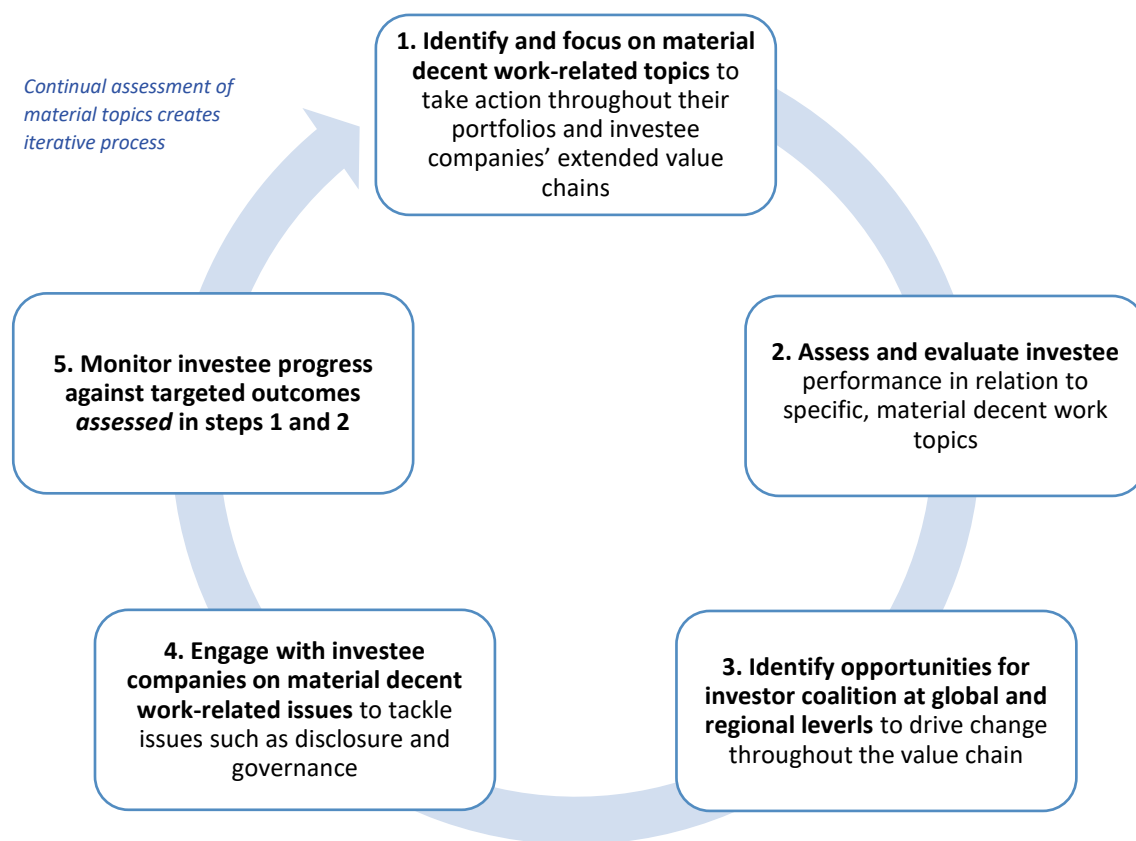 1. Identify and focus on material
decent work-related topics to
take action throughout their
portfolios and investee
companies’ extended value
chains
Continual assessment of
material topics creates
iterative process
2. Assess and evaluate investee
performance in relation to
specific, material decent work
topics
3. Identify opportunities for
investor coalition at global and
regional leverls to drive change
throughout the value chain
4. Engage with investee
companies on material decent
work-related issues to tackle
issues such as disclosure and
governance
5. Monitor investee progress
against targeted outcomes
assessed in steps 1 and 2